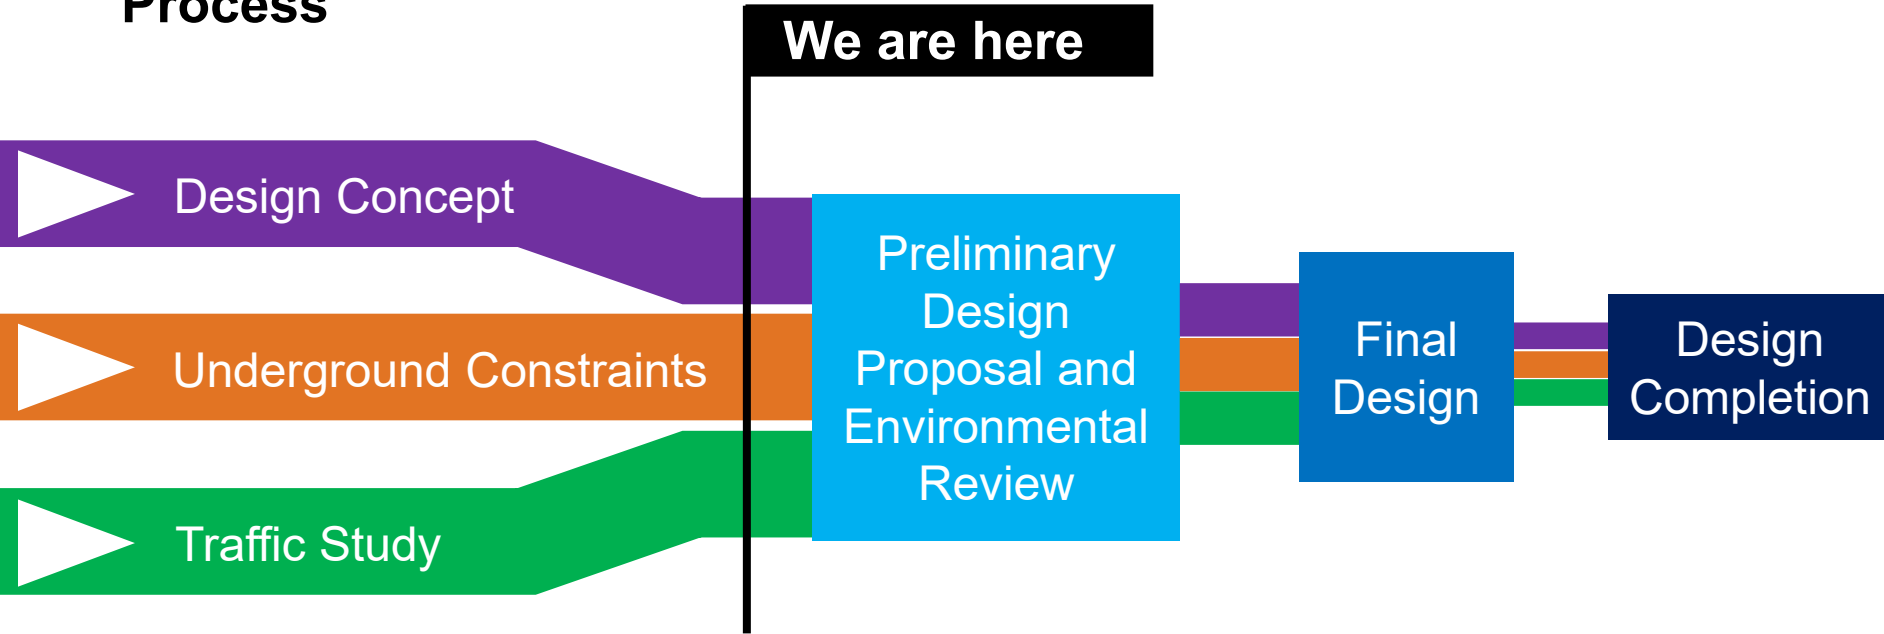 Process
We are here
Design Concept
Underground Constraints
Traffic Study
Preliminary
Design
Proposal and
Environmental
Review
Final
Design
Design
Completion